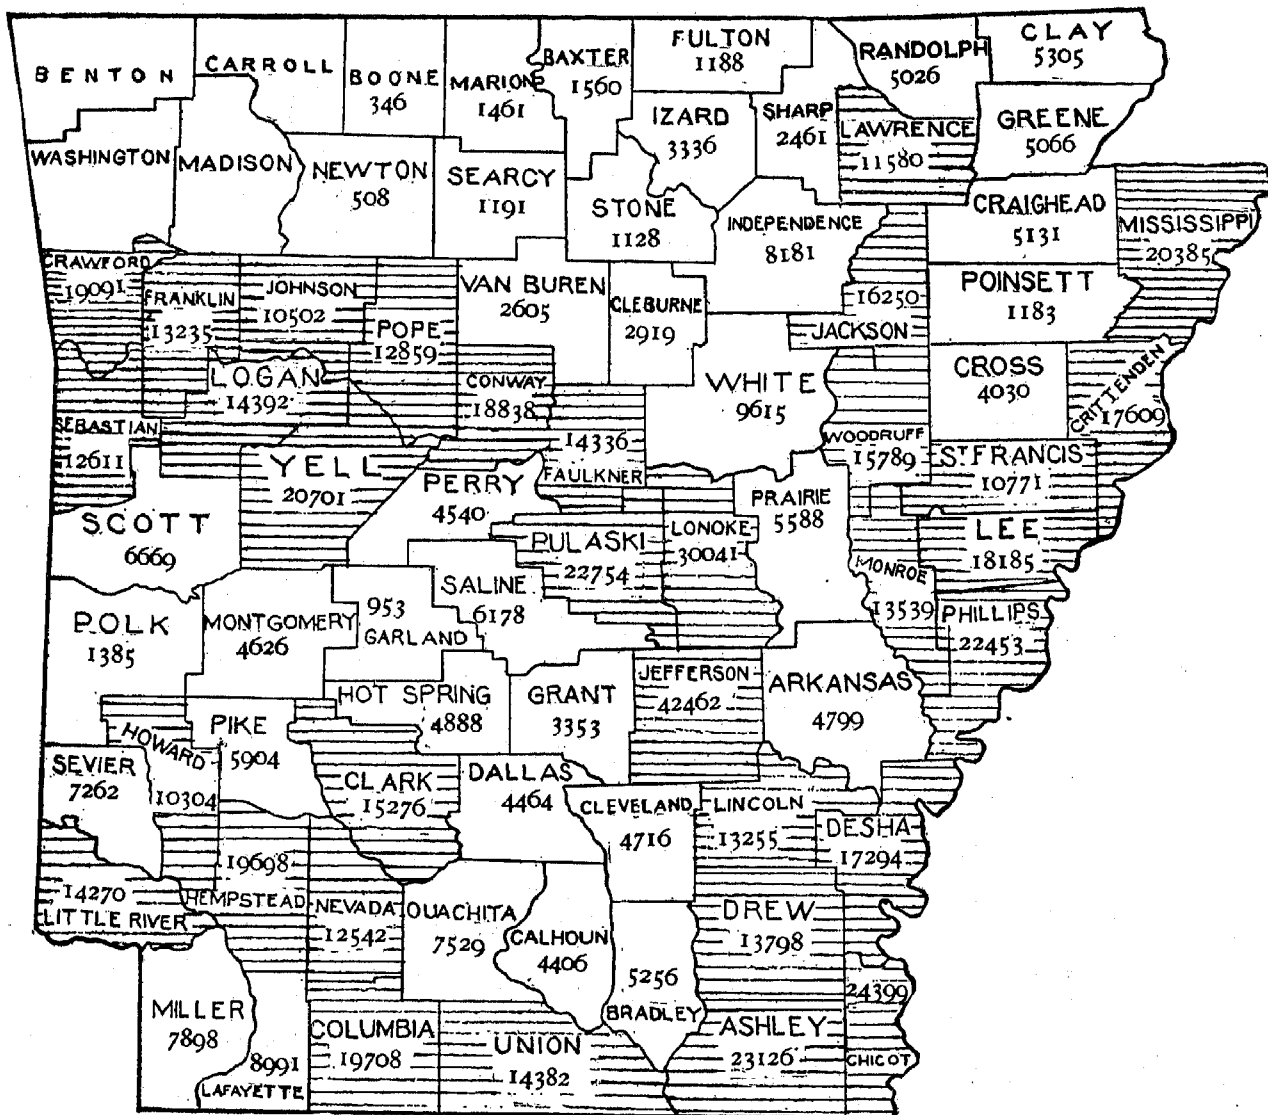 BENTON
CARROLL
BOONE
346
MARION
1461
BAXTER
1560
FULTON
1188
RANDOLPH
5026
CLAY
5305
IZARD
3336
SHARP
2461
LAWRENCE
11580
GREENE
5066
WASHINGTON
MADISON
NEWTON
508
SEARCY
1191
STONE
1128
INDEPENDENCE
8181
CRAIGHEAD
5131
MISSISSIPPI
20385
CRAWFORD
19091
FRANKLIN
13235
JOHNSON
10502
POPE
12859
VAN BUREN
2605
CLEBURNE
2919
16250
JACKSON
POINSETT
1183
LOGAN
14392
CONWAY
18838
WHITE
9615
CROSS
4030
CRITTENDEN
17609
SEBASTIAN
12611
YELL
20701
PERRY
4540
14336
FAULKNER
WOODRUFF
15789
ST FRANCIS
10771
SCOTT
6669
PULASKI
22754
LONOKE
30041
PRAIRIE
5588
LEE
18185
POLK
1385
MONTGOMERY
4626
953
GARLAND
SALINE
6178
MONROE
13539
PHILLIPS
22453
HOT SPRING
4888
GRANT
3353
JEFFERSON
42462
ARKANSAS
4799
HOWARD
10304
PIKE
5904
SEVIER
7262
CLARK
15276
DALLAS
4464
CLEVELAND
4716
LINCOLN
13255
DESHA
17294
14270
LITTLE RIVER
19698
HEMPSTEAD
NEVADA
12542
OUACHITA
7529
CALHOUN
4406
5256
BRADLEY
DREW
13798
24399
CHICOT
MILLER
7898
8991
LAFAYETTE
COLUMBIA
19708
UNION
14382
ASHLEY
23126